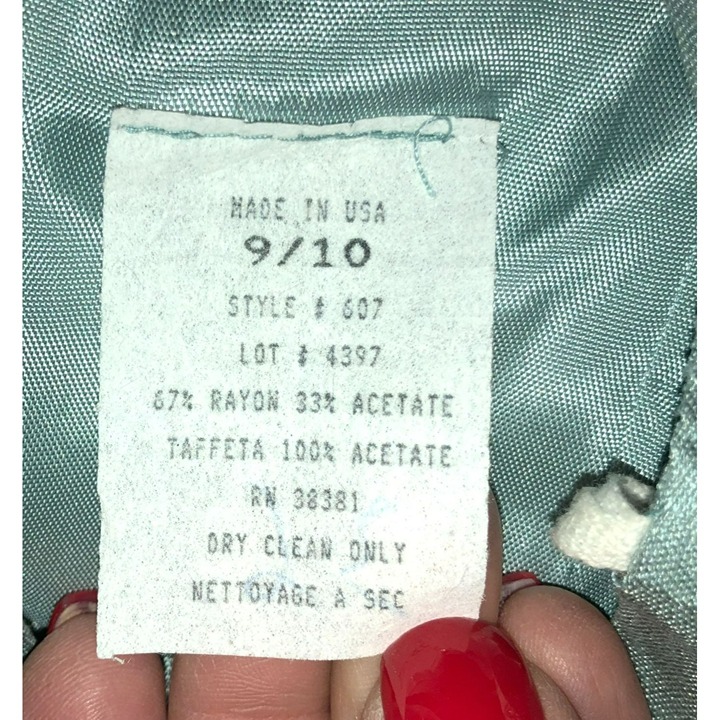 MADE IN USA
9/10
STYLE # 607
LOT # 4397
67% RAYON 33% ACETATE
TAFFETA 100% ACETATE
RN 38381
DRY CLEAN ONLY
NETTOYAGE A SEC